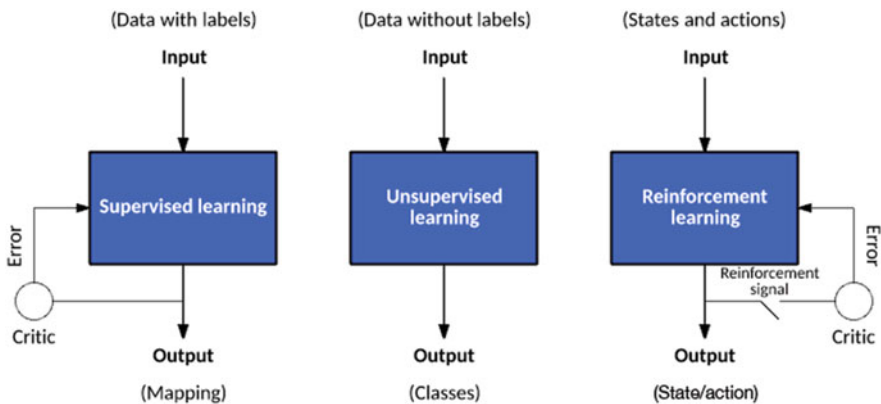 (Data with labels)
Input
Supervised learning
Error
Critic
Output
(Mapping)
(Data without labels)
Input
Unsupervised
learning
Output
(Classes)
(States and actions)
Input
Reinforcement
learning
Error
Reinforcement
signal
Critic
Output
(State/action)